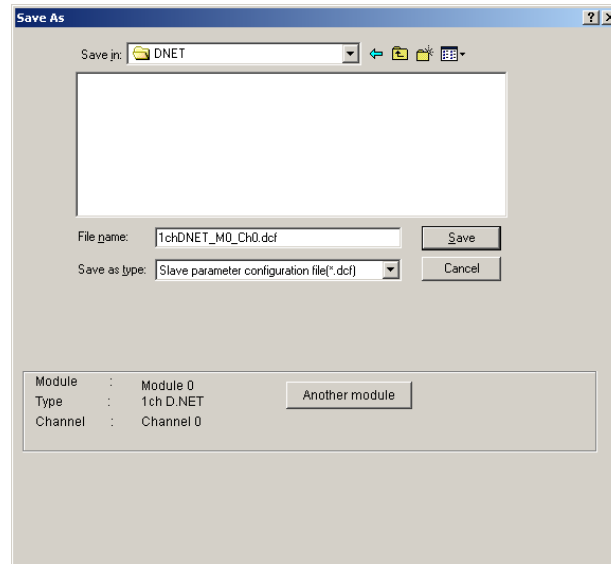 Save As
Save in: DNET
File name: 1chDNET_M0_Ch0.dcf Save
Save as type: Slave parameter configuration file(*.dcf) Cancel
Module : Module 0 Another module
Type : 1ch D.NET
Channel : Channel 0